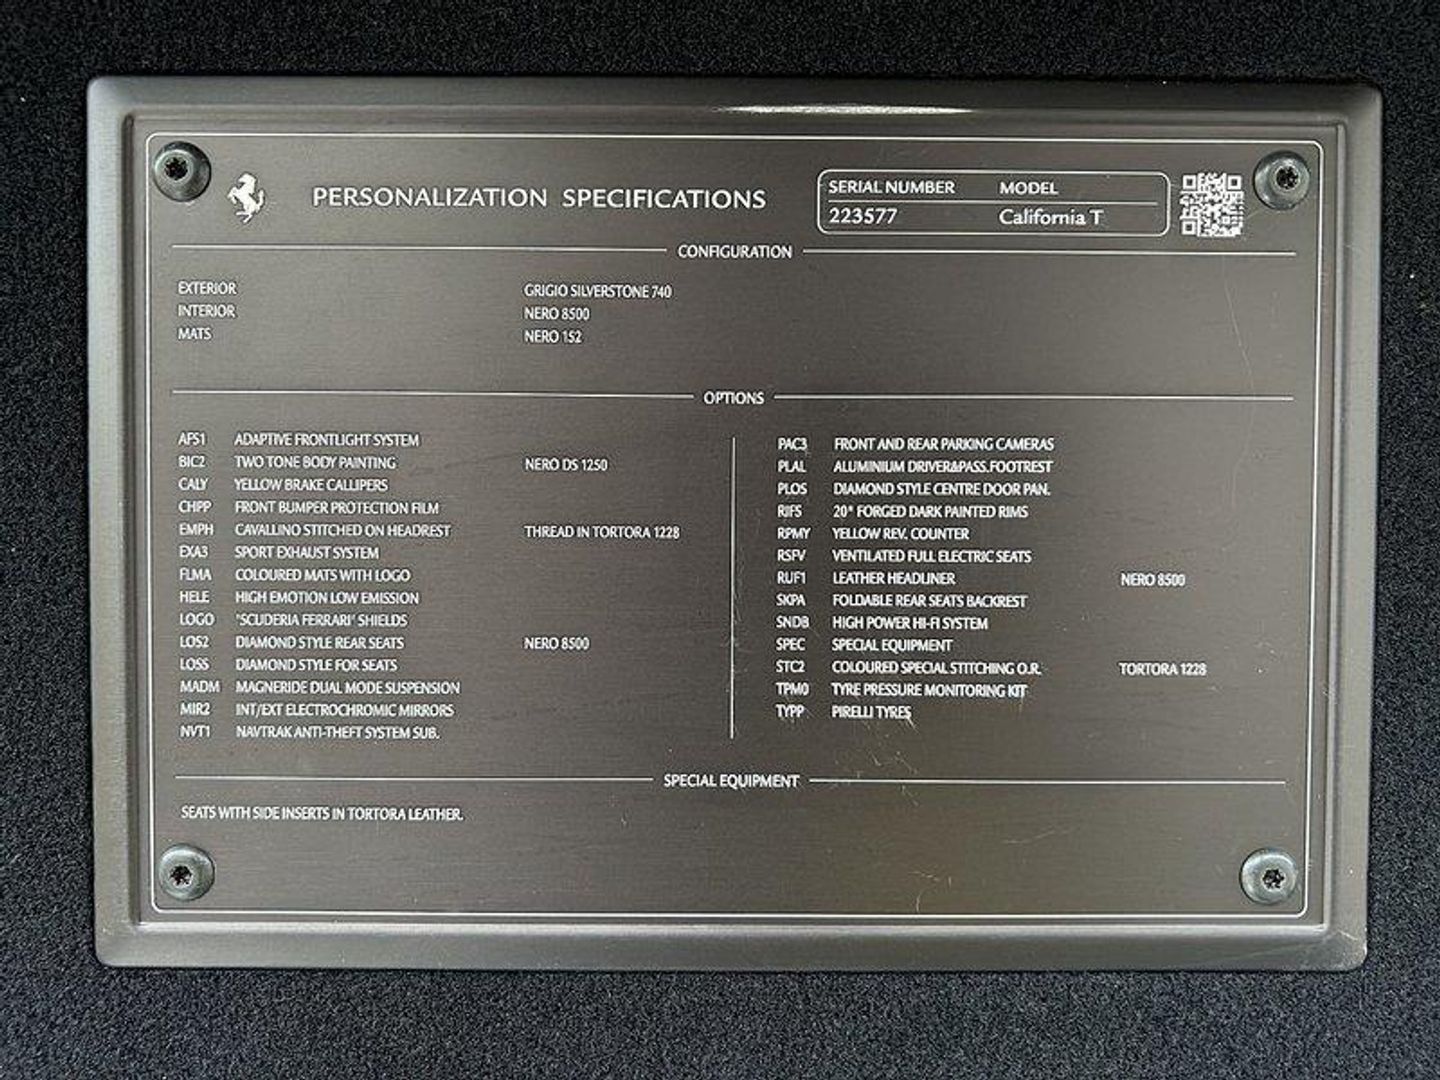 PERSONALIZATION SPECIFICATIONS
SERIAL NUMBER MODEL
223577 California T
CONFIGURATION
EXTERIOR GRIGIO SILVERSTONE 740
INTERIOR NERO 8500
MATS NERO 152
OPTIONS
AFS1 ADAPTIVE FRONTLIGHT SYSTEM
BIC2 TWO TONE BODY PAINTING NERO DS 1250
CALY YELLOW BRAKE CALLIPERS
CHPP FRONT BUMPER PROTECTION FILM
EMPH CAVALLINO STITCHED ON HEADREST THREAD IN TORTORA 1228
EXA3 SPORT EXHAUST SYSTEM
FLMA COLOURED MATS WITH LOGO
HELE HIGH EMOTION LOW EMISSION
LOGO "SCUDERIA FERRARI" SHIELDS
LOS2 DIAMOND STYLE REAR SEATS NERO 8500
LOSS DIAMOND STYLE FOR SEATS
MADM MAGNERIDE DUAL MODE SUSPENSION
MIR2 INT/EXT ELECTROCHROMIC MIRRORS
NVT1 NAVTRAK ANTI-THEFT SYSTEM SUB.
PAC3 FRONT AND REAR PARKING CAMERAS
PLAL ALUMINIUM DRIVER&PASS.FOOTREST
PLOS DIAMOND STYLE CENTRE DOOR PAN.
RIFS 20" FORGED DARK PAINTED RIMS
RPMY YELLOW REV. COUNTER
RSFV VENTILATED FULL ELECTRIC SEATS
RUF1 LEATHER HEADLINER NERO 8500
SKPA FOLDABLE REAR SEATS BACKREST
SNDB HIGH POWER HI-FI SYSTEM
SPEC SPECIAL EQUIPMENT
STC2 COLOURED SPECIAL STITCHING O.R. TORTORA 1228
TPM0 TYRE PRESSURE MONITORING KIT
TYPP PIRELLI TYRES
SPECIAL EQUIPMENT
SEATS WITH SIDE INSERTS IN TORTORA LEATHER.